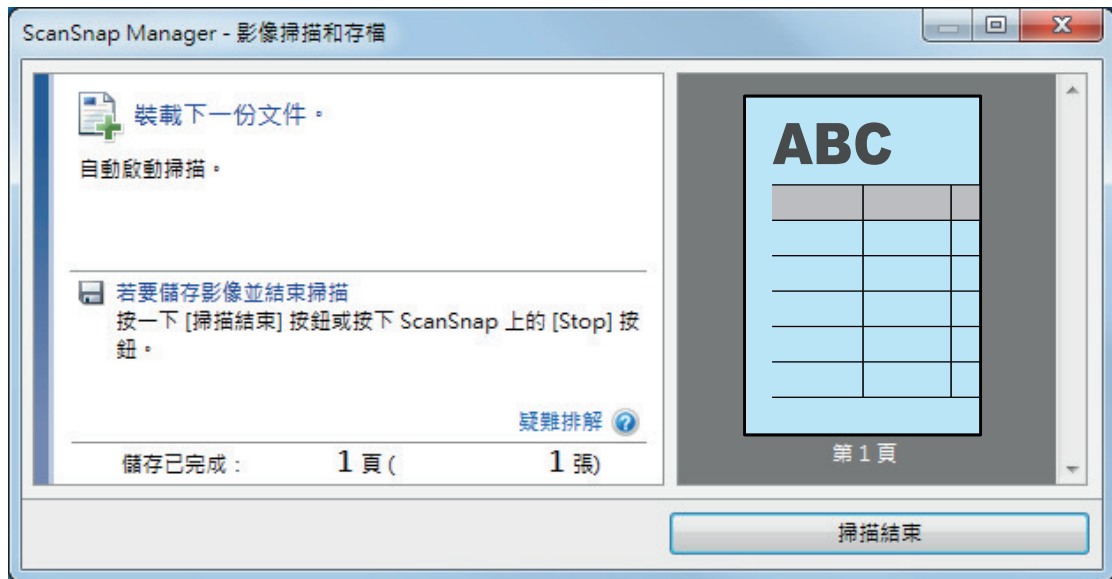 ScanSnap Manager - 影像掃描和存檔
裝載下一份文件。
自動啟動掃描。
若要儲存影像並結束掃描
按一下 [掃描結束] 按鈕或按下 ScanSnap 上的 [Stop] 按
鈕。
疑難排解
儲存已完成： 1 頁 ( 1 張)
ABC
第 1 頁
掃描結束